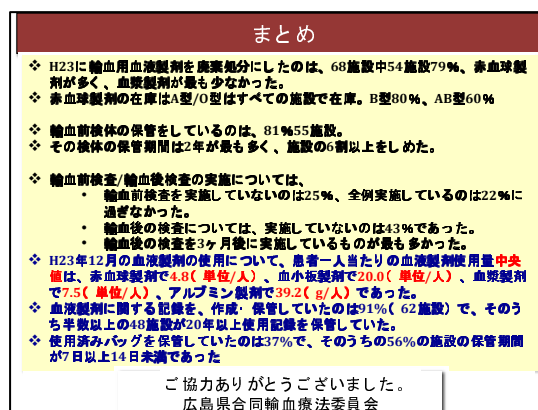 まとめ
❖ H23に輸血用血液製剤を廃棄処分にしたのは、68施設中54施設79%、赤血球製
剤が多く、血漿製剤が最も少なかった。
❖ 赤血球製剤の在庫はA型/O型はすべての施設で在庫。B型80%、AB型60%
❖ 輸血前検体の保管をしているのは、81%55施設。
❖ その検体の保管期間は2年が最も多く、施設の6割以上をしめた。
❖ 輸血前検査/輸血後検査の実施については、
• 輸血前検査を実施していないのは25%、全例実施しているのは22%に
過ぎなかった。
• 輸血後の検査については、実施していないのは43%であった。
• 輸血後の検査を3ヶ月後に実施しているものが最も多かった。
❖ H23年12月の血液製剤の使用について、患者一人当たりの血液製剤使用量中央
値は、赤血球製剤で4.8(単位/人)、血小板製剤で20.0(単位/人)、血漿製剤
で7.5(単位/人)、アルブミン製剤で39.2(g/人)であった。
❖ 血液製剤に関する記録を、作成・保管していたのは91%(62施設)で、そのう
ち半数以上の48施設が20年以上使用記録を保管していた。
❖ 使用済みバッグを保管していたのは37%で、そのうちの56%の施設の保管期間
が7日以上14日未満であった
ご協力ありがとうございました。
広島県合同輸血療法委員会